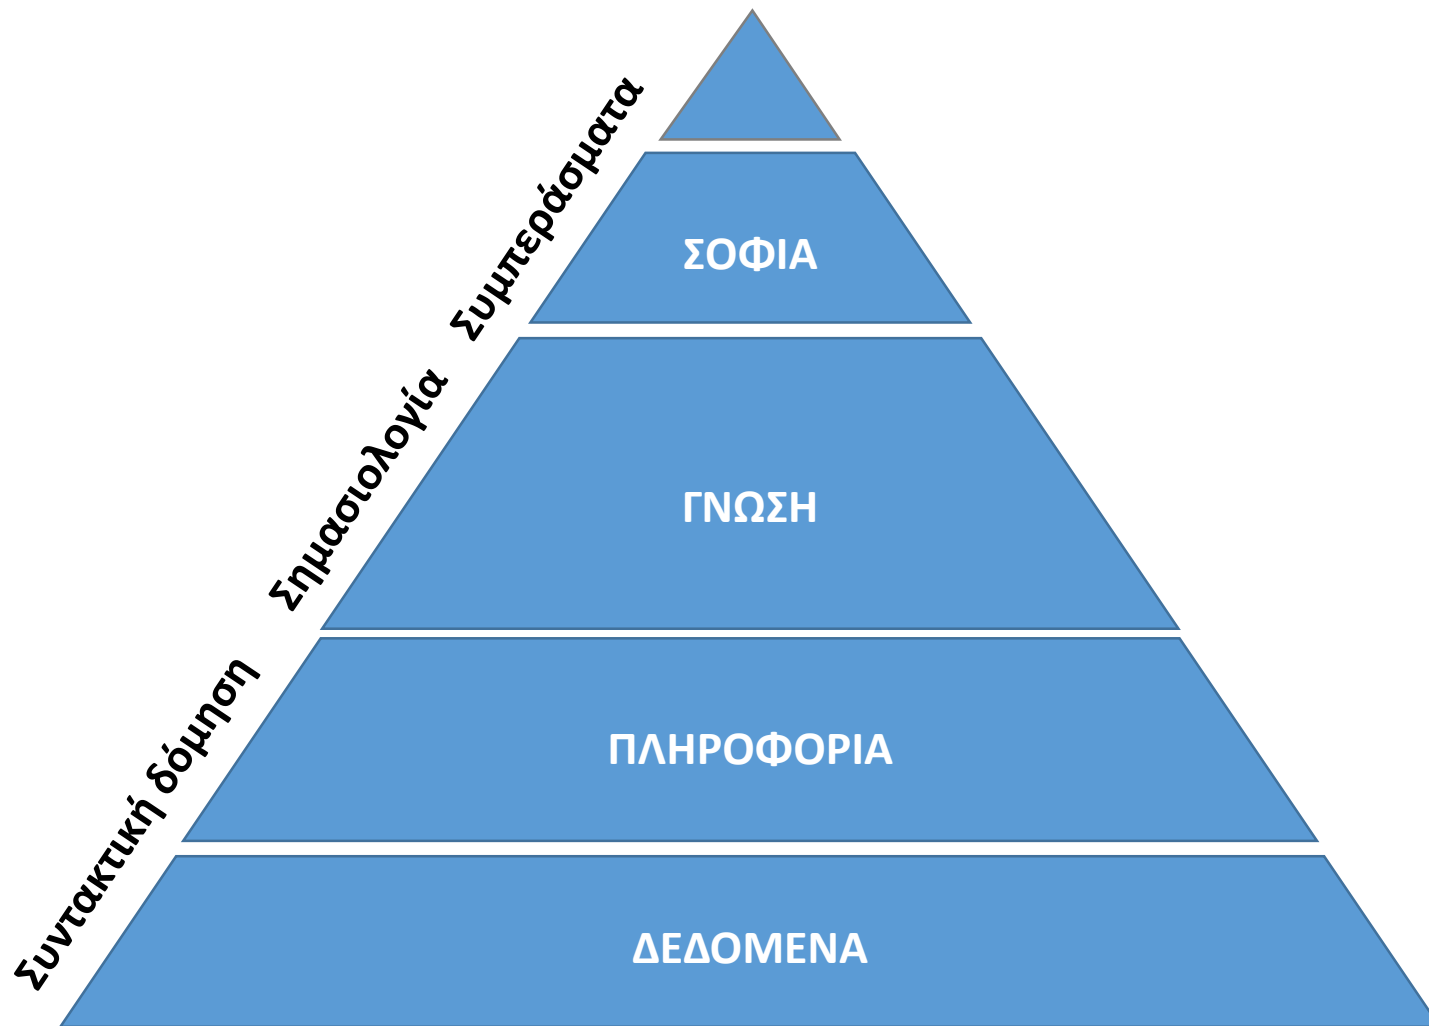 Συμπεράσματα
ΣΟΦΙΑ
Σημασιολογία
ΓΝΩΣΗ
Συντακτική δόμηση
ΠΛΗΡΟΦΟΡΙΑ
ΔΕΔΟΜΕΝΑ